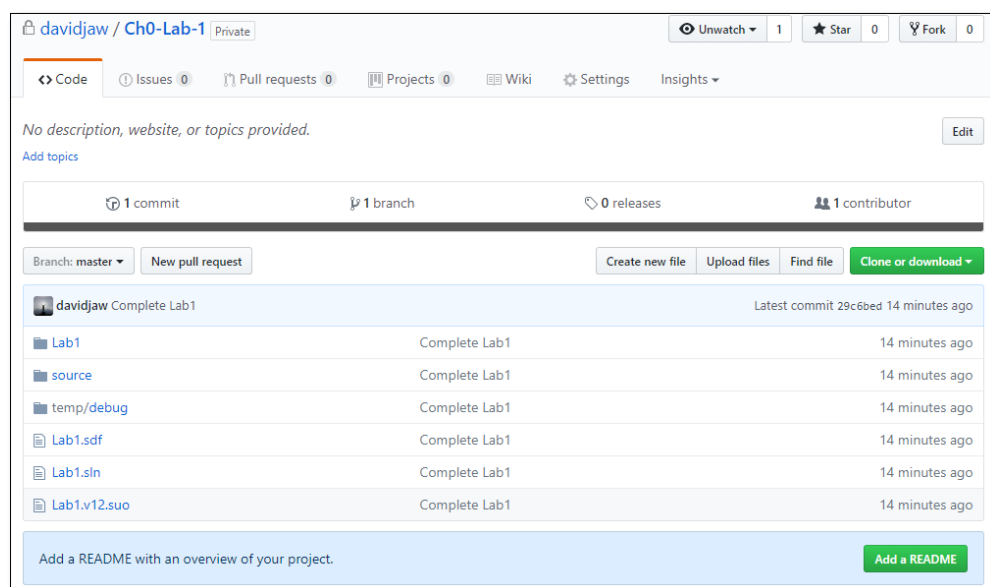 davidjaw / Ch0-Lab-1 Private Unwatch 1 Star 0 Fork 0
Code Issues 0 Pull requests 0 Projects 0 Wiki Settings Insights
No description, website, or topics provided. Edit
Add topics
1 commit 1 branch 0 releases 1 contributor
Branch: master New pull request Create new file Upload files Find file Clone or download
davidjaw Complete Lab1 Latest commit 29c6bed 14 minutes ago
Lab1 Complete Lab1 14 minutes ago
source Complete Lab1 14 minutes ago
temp/debug Complete Lab1 14 minutes ago
Lab1.sdf Complete Lab1 14 minutes ago
Lab1.sln Complete Lab1 14 minutes ago
Lab1.v12.suo Complete Lab1 14 minutes ago
Add a README with an overview of your project. Add a README